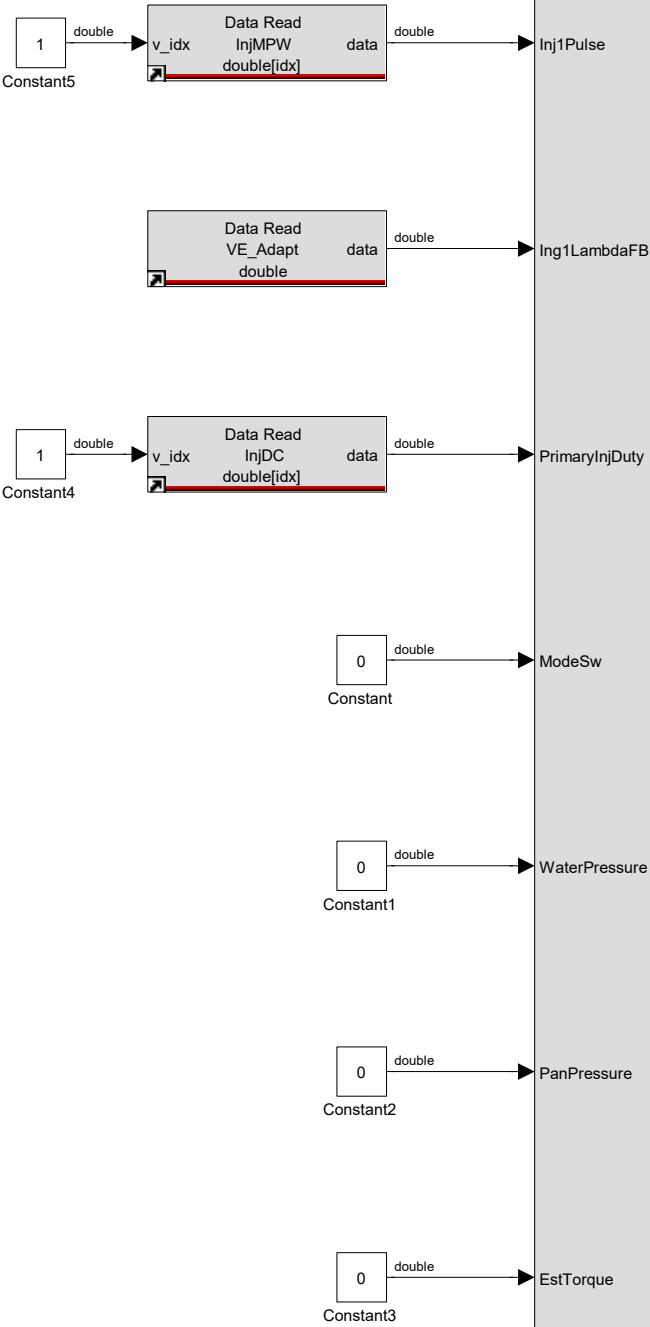 Data Read
1
double
v_idx
InjMPW
data
double
Inj1Pulse
double[idx]
Constant5
Data Read
VE_Adapt
data
double
Ing1LambdaFB
double
Data Read
1
double
v_idx
InjDC
data
double
PrimaryInjDuty
double[idx]
Constant4
0
double
ModeSw
Constant
0
double
WaterPressure
Constant1
0
double
PanPressure
Constant2
0
double
EstTorque
Constant3